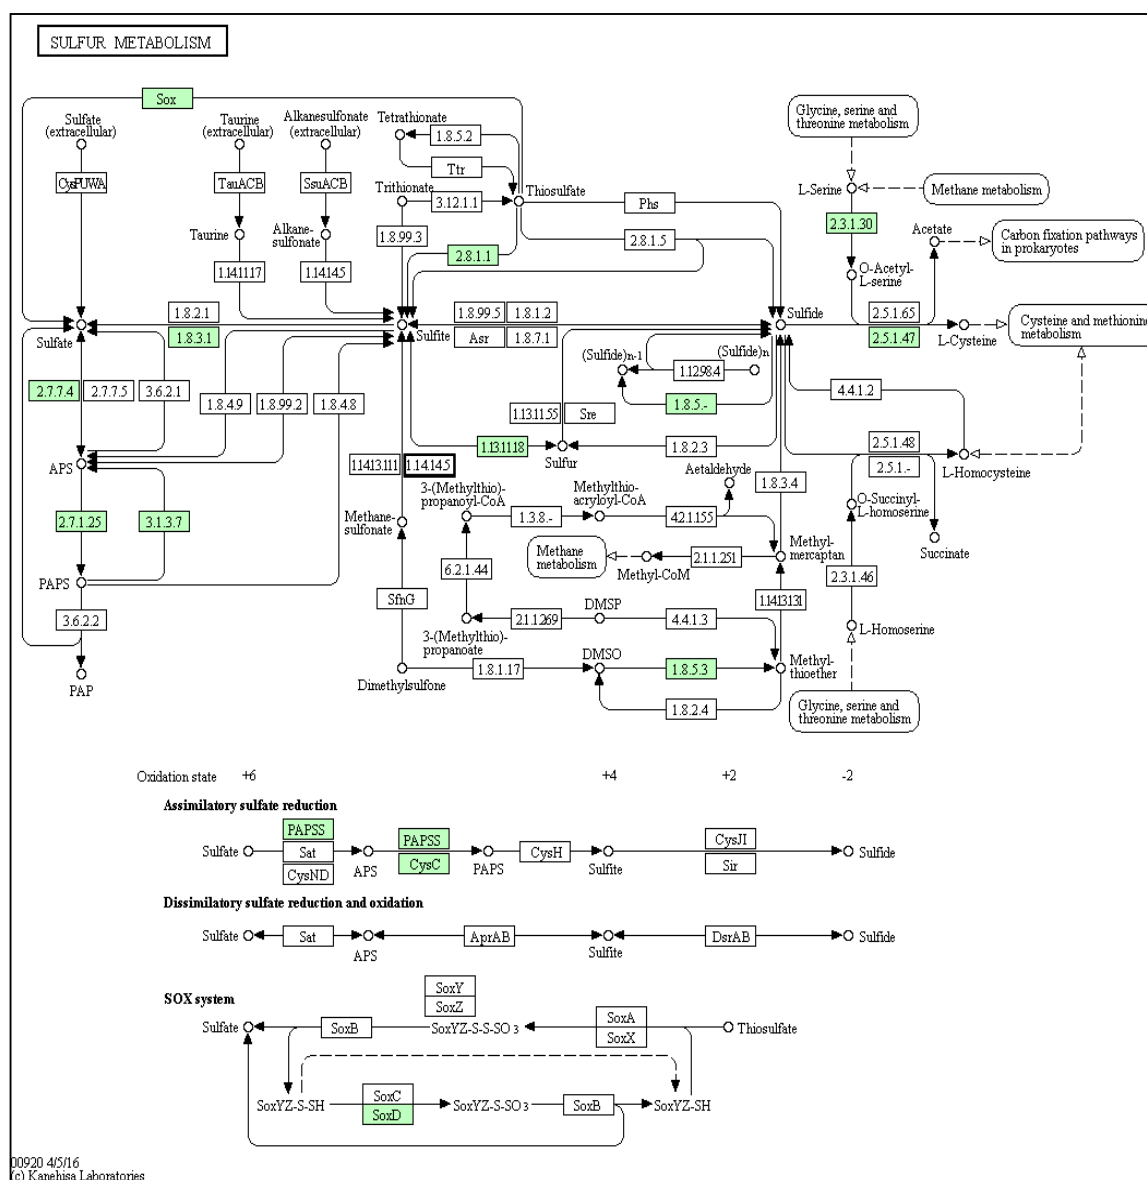 SULFUR METABOLISM
Sox
Sulfate
(extracellular)
Taurine
(extracellular)
Alkanesulfonate
(extracellular)
Tetrathionate
1.8.5.2
Ttr
Glycine, serine and
threonine metabolism
CysPUWA
TauACB
SsuACB
Trithionate
3.12.1.1
Thiosulfate
Phs
L-Serine
Methane metabolism
Taurine
Alkane-
sulfonate
1.8.99.3
2.8.1.1
2.8.1.5
2.3.1.30
Acetate
Carbon fixation pathways
in prokaryotes
1.14.11.17
1.14.14.5
O-Acetyl-
L-serine
Sulfate
1.8.2.1
1.8.3.1
Sulfite
1.8.99.5
1.8.1.2
Asr
1.8.7.1
Sulfide
2.5.1.65
2.5.1.47
L-Cysteine
Cysteine and methionine
metabolism
2.7.7.4
2.7.7.5
3.6.2.1
1.8.4.9
1.8.99.2
1.8.4.8
(Sulfide)n-1
(Sulfide)n
1.12.98.4
1.8.5.-
4.4.1.2
1.13.11.55
Sre
1.13.11.18
Sulfur
1.8.2.3
2.5.1.48
2.5.1.-
L-Homocysteine
APS
1.14.13.111
1.14.14.5
3-(Methylthio)-
propanoyl-CoA
Methylthio-
acryloyl-CoA
Aetaldehyde
1.8.3.4
O-Succinyl-
L-homoserine
2.7.1.25
3.1.3.7
Methane-
sulfonate
1.3.8.-
4.2.1.155
Methyl-
mercaptan
Succinate
Methane
metabolism
Methyl-CoM
2.1.1.251
PAPS
6.2.1.44
2.3.1.46
SfnG
1.14.13.131
3.6.2.2
2.1.1.269
DMSP
4.4.1.3
L-Homoserine
3-(Methylthio)-
propanoate
DMSO
PAP
Dimethylsulfone
1.8.1.17
1.8.5.3
Methyl-
thioether
1.8.2.4
Glycine, serine and
threonine metabolism
Oxidation state +6 +4 +2 -2
Assimilatory sulfate reduction
PAPSS
PAPSS
CysJI
Sulfate
Sat
APS
CysC
PAPS
CysH
Sulfite
Sir
Sulfide
CysND
Dissimilatory sulfate reduction and oxidation
Sulfate
Sat
APS
AprAB
Sulfite
DsrAB
Sulfide
SOX system
SoxY
SoxZ
Sulfate
SoxB
SoxYZ-S-S-SO3
SoxA
SoxX
Thiosulfate
SoxYZ-S-SH
SoxC
SoxD
SoxYZ-S-SO3
SoxB
SoxYZ-SH
00920 4/5/16
(c) Kanehisa Laboratories